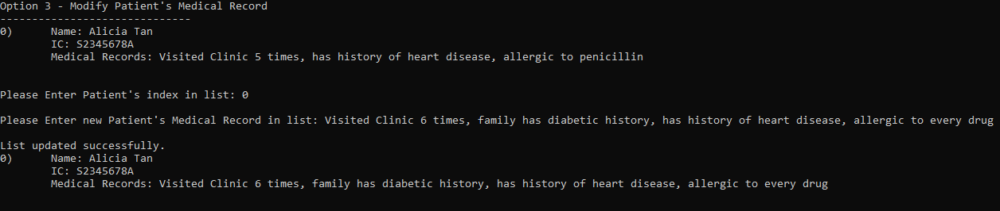 Option 3 - Modify Patient's Medical Record
------------------------------
0) Name: Alicia Tan
IC: S2345678A
Medical Records: Visited Clinic 5 times, has history of heart disease, allergic to penicillin
Please Enter Patient's index in list: 0
Please Enter new Patient's Medical Record in list: Visited Clinic 6 times, family has diabetic history, has history of heart disease, allergic to every drug
List updated successfully.
0) Name: Alicia Tan
IC: S2345678A
Medical Records: Visited Clinic 6 times, family has diabetic history, has history of heart disease, allergic to every drug